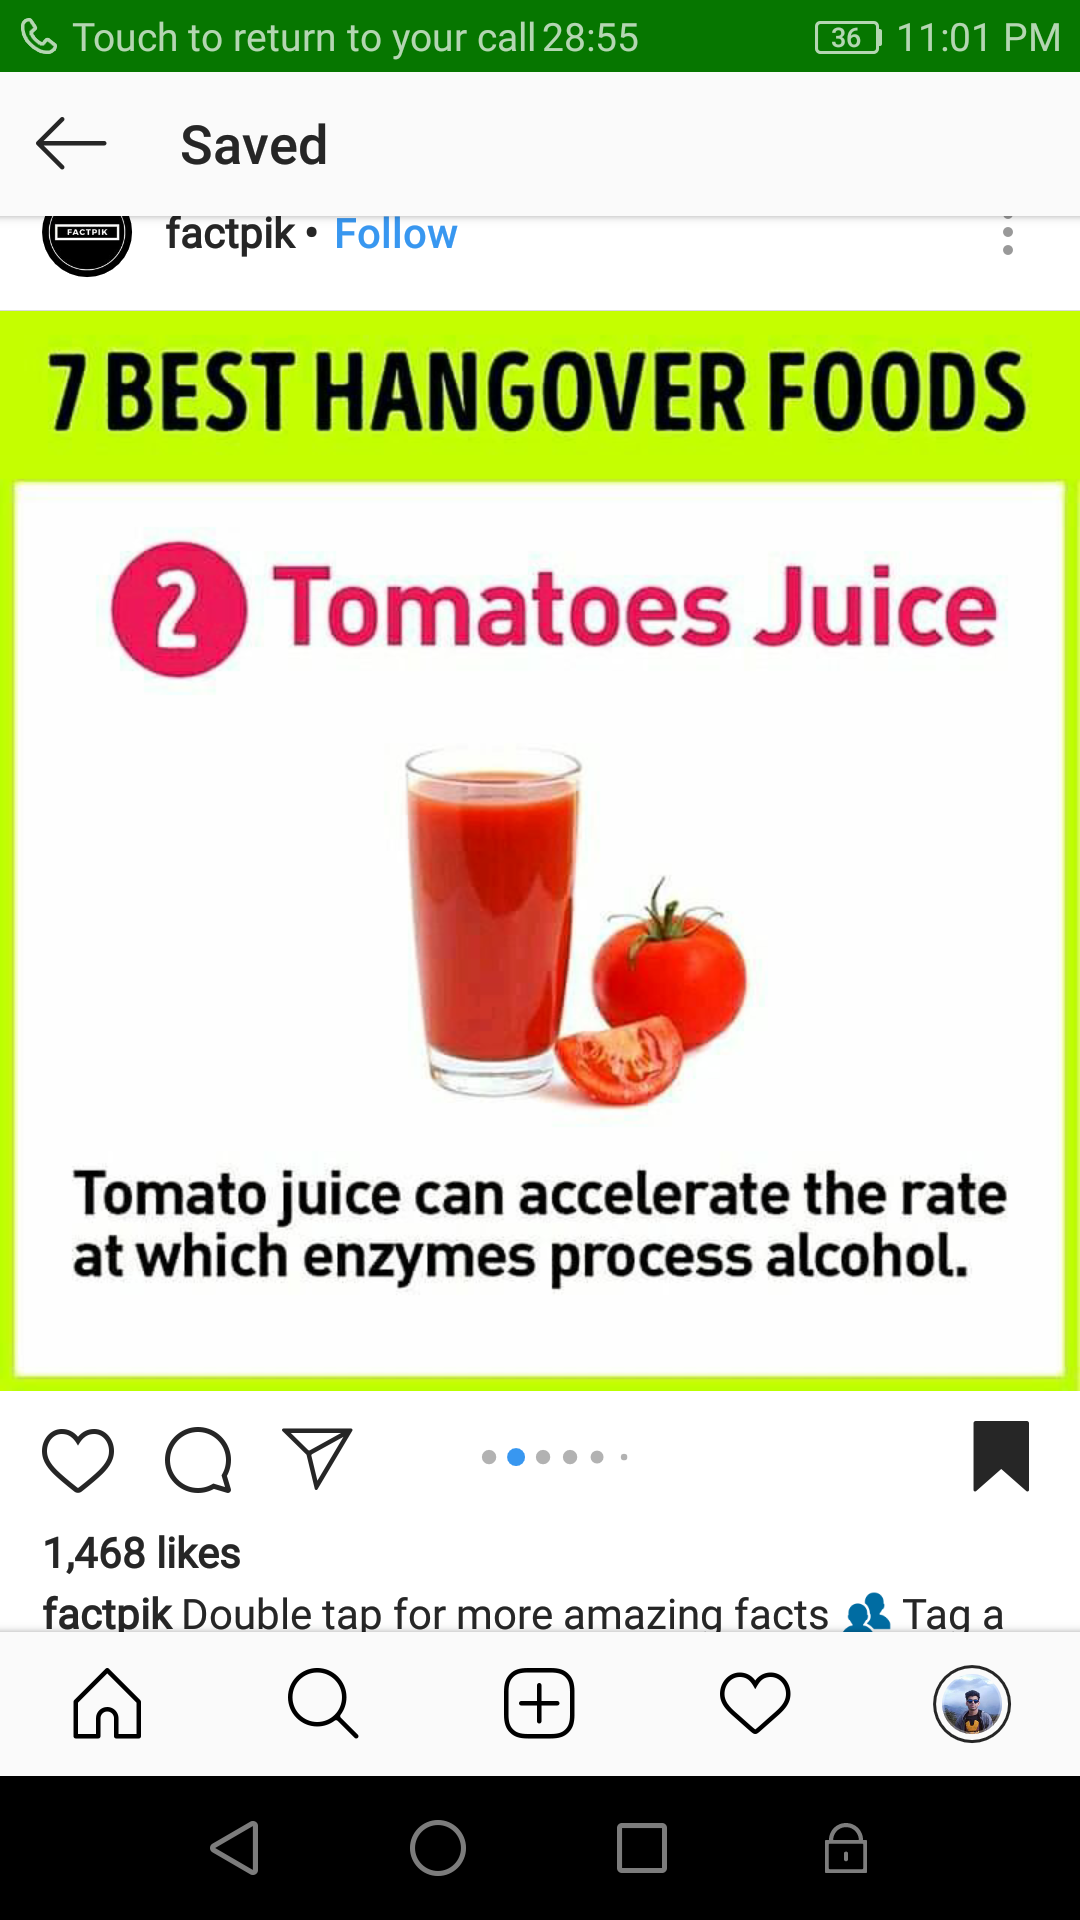 Touch to return to your call 28:55 36 11:01 PM
Saved
FACTPIK
factpik • Follow
7 BEST HANGOVER FOODS
2 Tomatoes Juice
Tomato juice can accelerate the rate
at which enzymes process alcohol.
1,468 likes
factpik Double tap for more amazing facts 👥 Tag a